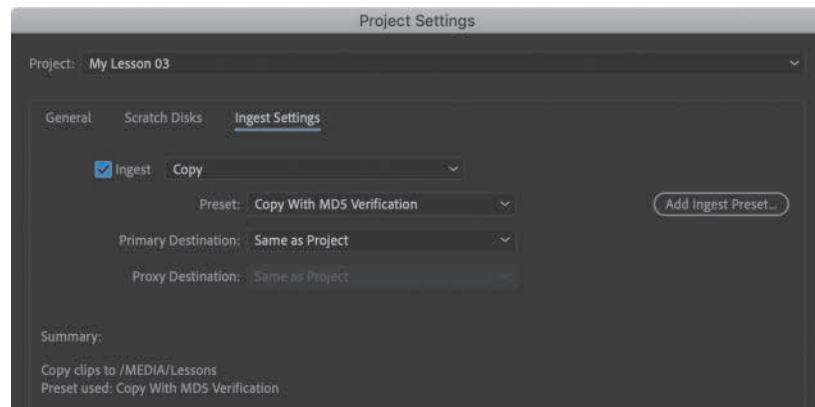 Project Settings
Project: My Lesson 03
General Scratch Disks Ingest Settings
Ingest Copy
Preset: Copy With MD5 Verification Add Ingest Preset...
Primary Destination: Same as Project
Proxy Destination: Same as Project
Summary:
Copy clips to /MEDIA/Lessons
Preset used: Copy With MD5 Verification